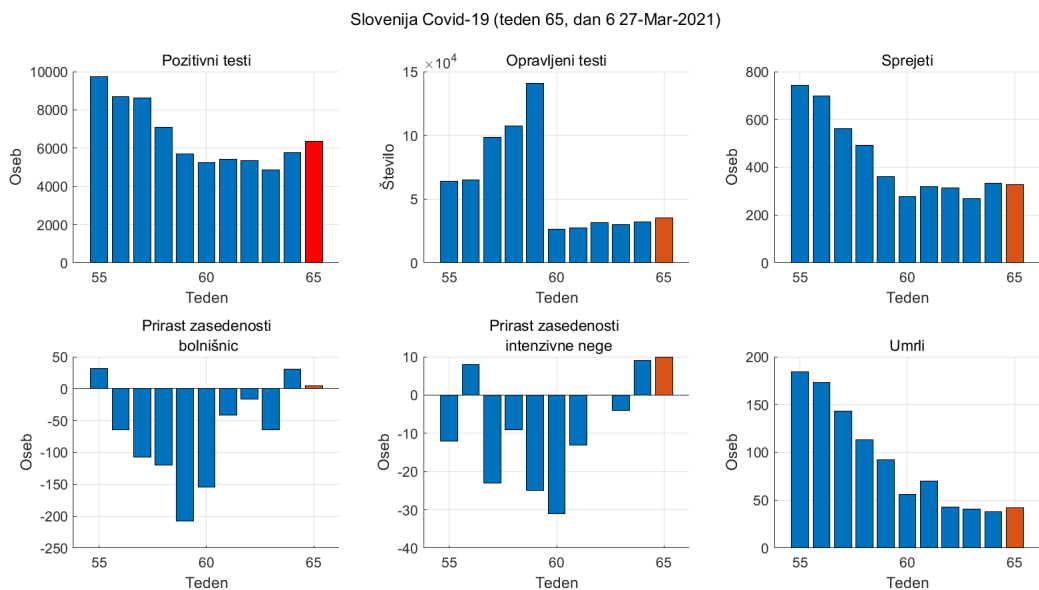 Slovenija Covid-19 (teden 65, dan 6 27-Mar-2021)
Pozitivni testi
10000
8000
6000
4000
2000
0
Oseb
55
60
65
Teden
Opravljeni testi
×10^4
15
10
5
0
Število
55
60
65
Teden
Sprejeti
800
600
400
200
0
Oseb
55
60
65
Teden
Prirast zasedenosti
bolnišnic
50
0
-50
-100
-150
-200
-250
Oseb
55
60
65
Teden
Prirast zasedenosti
intenzivne nege
10
0
-10
-20
-30
-40
Oseb
55
60
65
Teden
Umrli
200
150
100
50
0
Oseb
55
60
65
Teden